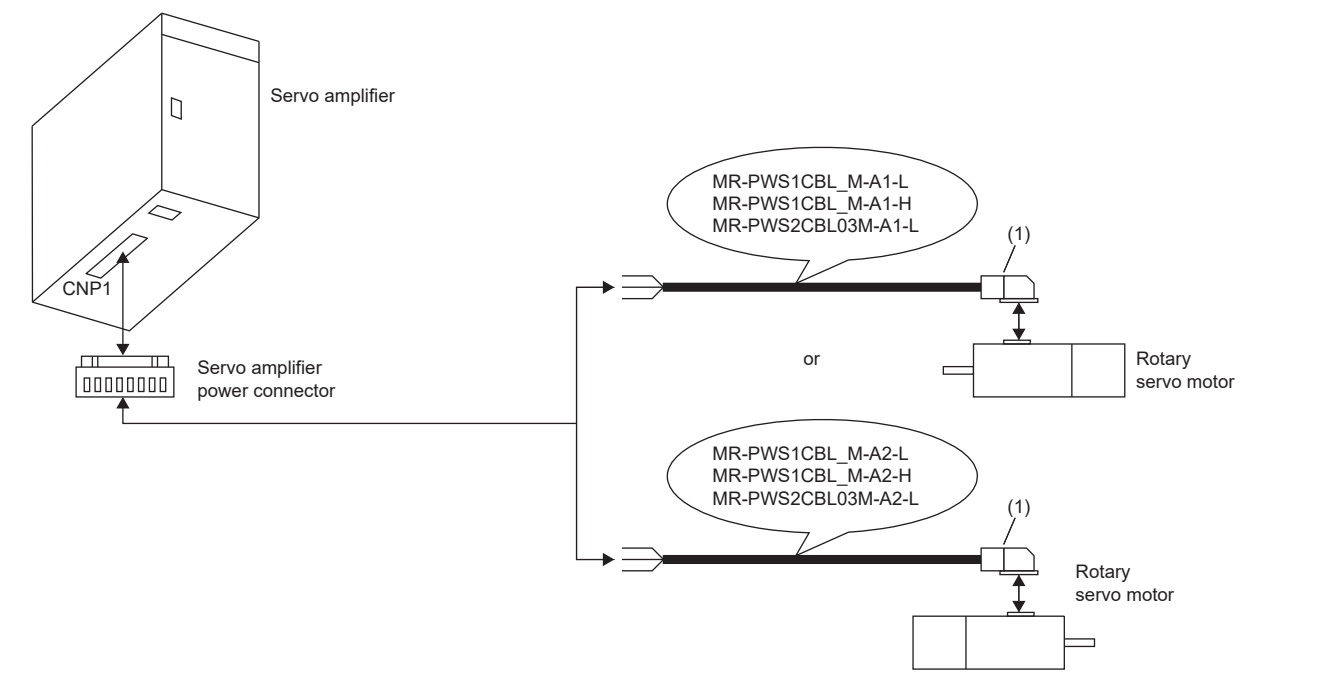 Servo amplifier
CNP1
Servo amplifier
power connector
MR-PWS1CBL_M-A1-L
MR-PWS1CBL_M-A1-H
MR-PWS2CBL03M-A1-L
(1)
or
Rotary
servo motor
MR-PWS1CBL_M-A2-L
MR-PWS1CBL_M-A2-H
MR-PWS2CBL03M-A2-L
(1)
Rotary
servo motor